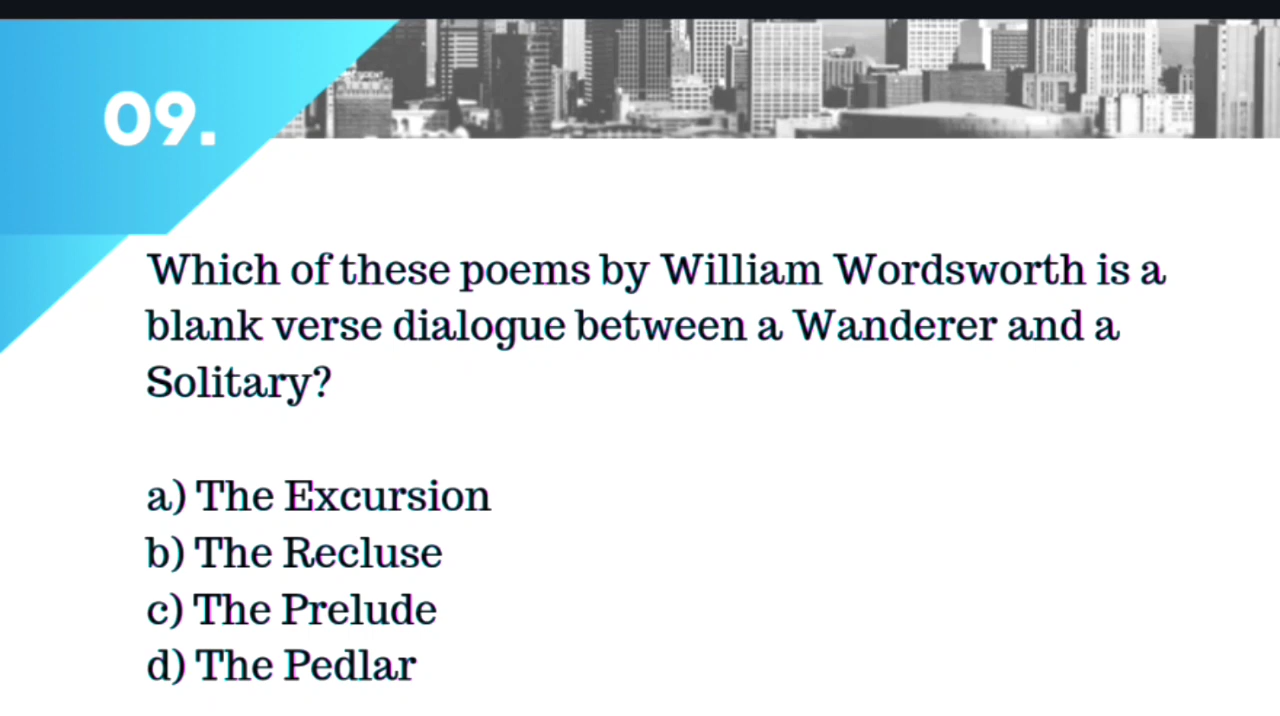 09.
Which of these poems by William Wordsworth is a
blank verse dialogue between a Wanderer and a
Solitary?
a) The Excursion
b) The Recluse
c) The Prelude
d) The Pedlar